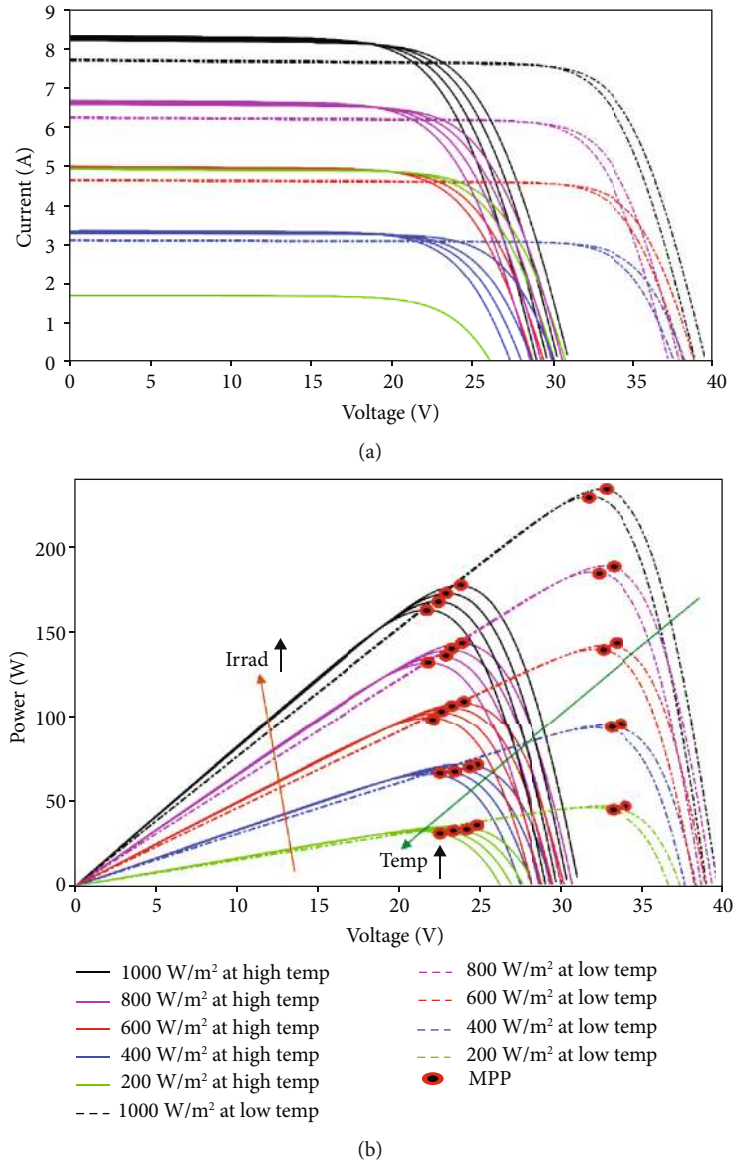 9
8
7
6
5
4
3
2
1
0
Current (A)
0 5 10 15 20 25 30 35 40
Voltage (V)
(a)
200
150
100
50
0
Power (W)
Irrad
Temp
0 5 10 15 20 25 30 35 40
Voltage (V)
1000 W/m² at high temp
800 W/m² at high temp
600 W/m² at high temp
400 W/m² at high temp
200 W/m² at high temp
1000 W/m² at low temp
800 W/m² at low temp
600 W/m² at low temp
400 W/m² at low temp
200 W/m² at low temp
MPP
(b)